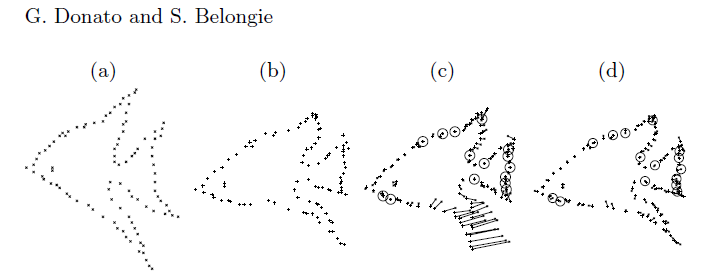 G. Donato and S. Belongie
(a) (b) (c) (d)